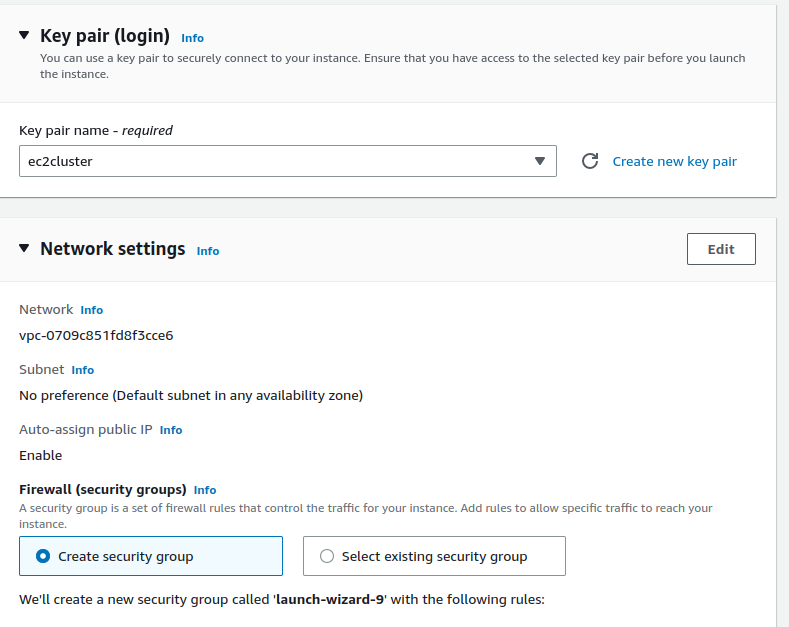 Key pair (login) Info
You can use a key pair to securely connect to your instance. Ensure that you have access to the selected key pair before you launch
the instance.
Key pair name - required
ec2cluster
Create new key pair
Network settings Info
Edit
Network Info
vpc-0709c851fd8f3cce6
Subnet Info
No preference (Default subnet in any availability zone)
Auto-assign public IP Info
Enable
Firewall (security groups) Info
A security group is a set of firewall rules that control the traffic for your instance. Add rules to allow specific traffic to reach your
instance.
Create security group
Select existing security group
We'll create a new security group called 'launch-wizard-9' with the following rules: